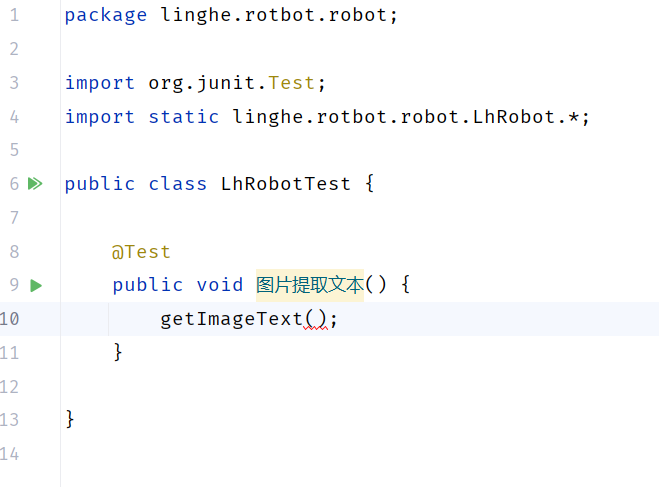 1 package linghe.rotbot.robot;
2
3 import org.junit.Test;
4 import static linghe.rotbot.robot.LhRobot.*;
5
6 public class LhRobotTest {
7
8 @Test
9 public void 图片提取文本() {
10 getImageText();
11 }
12
13 }
14